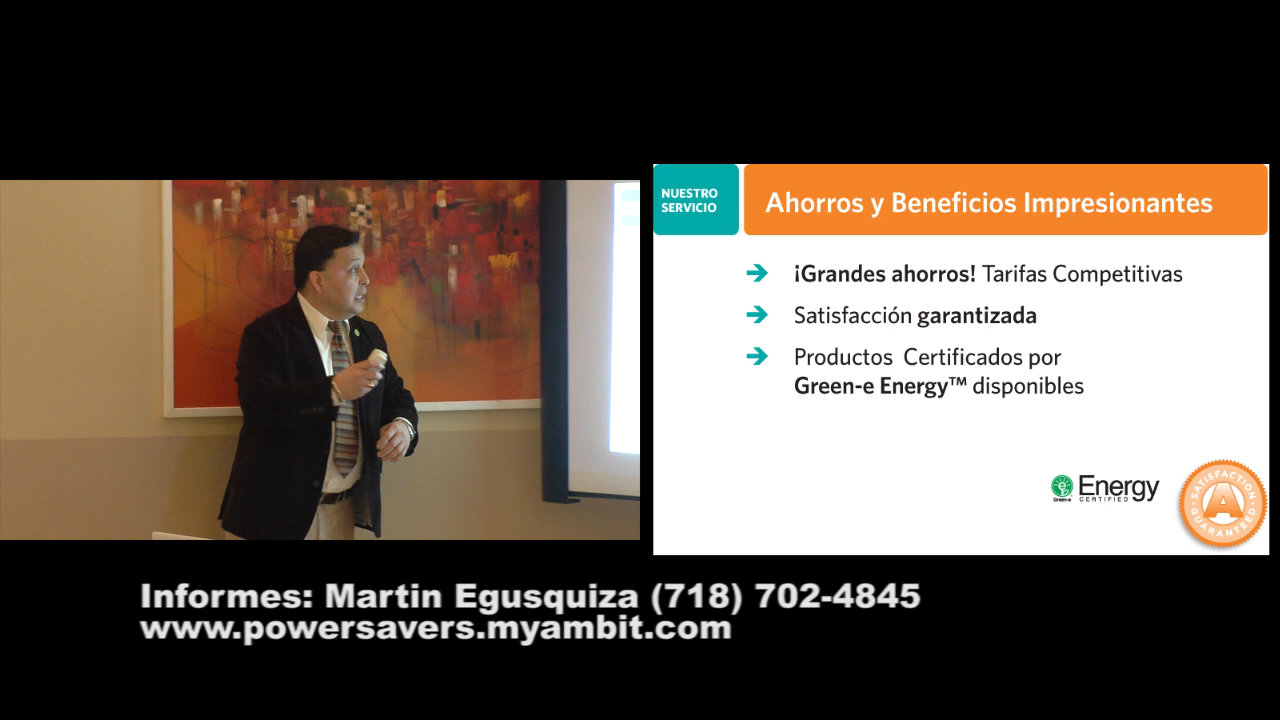 NUESTRO
SERVICIO
Ahorros y Beneficios Impresionantes
¡Grandes ahorros! Tarifas Competitivas
Satisfacción garantizada
Productos Certificados por
Green-e Energy™ disponibles
Green-e
Energy
CERTIFIED
SATISFACTION
A
GUARANTEED
Informes: Martin Egusquiza (718) 702-4845
www.powersavers.myambit.com